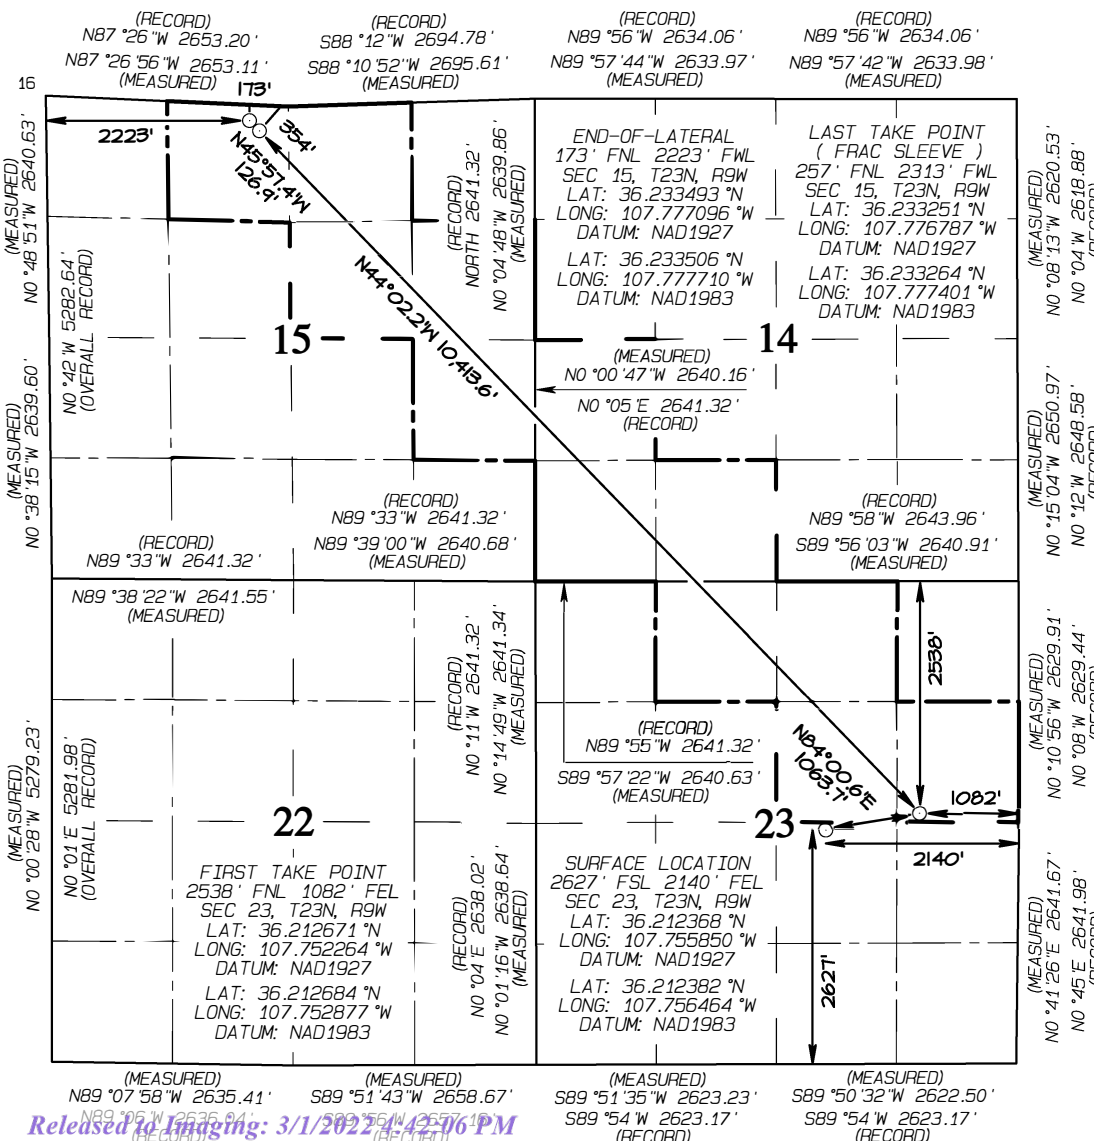 (RECORD)
N87°26"W 2653.20'
N87°26'56"W 2653.11'
(MEASURED)
(RECORD)
S88°12"W 2694.78'
S88°10'52"W 2695.61'
(MEASURED)
(RECORD)
N89°56"W 2634.06'
N89°57'44"W 2633.97'
(MEASURED)
(RECORD)
N89°56"W 2634.06'
N89°57'42"W 2633.98'
(MEASURED)
16
173'
2223'
354'
N45°57.4'W
126.9'
(MEASURED)
N0°48'51"W 2640.63'
N0°42'W 5282.64'
(OVERALL RECORD)
(MEASURED)
N0°38'15"W 2639.60'
(RECORD)
NORTH 2641.32'
N0°04'48"W 2639.86'
(MEASURED)
END-OF-LATERAL
173' FNL 2223' FWL
SEC 15, T23N, R9W
LAT: 36.233493°N
LONG: 107.777096°W
DATUM: NAD1927
LAT: 36.233506°N
LONG: 107.777710°W
DATUM: NAD1983
LAST TAKE POINT
( FRAC SLEEVE )
257' FNL 2313' FWL
SEC 15, T23N, R9W
LAT: 36.233251°N
LONG: 107.776787°W
DATUM: NAD1927
LAT: 36.233264°N
LONG: 107.777401°W
DATUM: NAD1983
(MEASURED)
N0°08'13"W 2620.53'
N0°04'W 2618.88'
(RECORD)
15
N44°02.2'W 10,413.6'
14
(MEASURED)
N0°00'47"W 2640.16'
N0°05'E 2641.32'
(RECORD)
(MEASURED)
N0°15'04"W 2650.97'
N0°12"W 2648.58'
(RECORD)
(RECORD)
N89°33"W 2641.32
(RECORD)
N89°33"W 2641.32'
N89°39'00"W 2640.68'
(MEASURED)
(RECORD)
N89°58"W 2643.96'
S89°56'03"W 2640.91'
(MEASURED)
N89°38'22"W 2641.55'
(MEASURED)
(RECORD)
N0°11'W 2641.32'
N0°14'49"W 2641.34'
(MEASURED)
2538'
(MEASURED)
N0°10'56"W 2629.91'
N0°08'W 2629.44'
(RECORD)
(RECORD)
N89°55"W 2641.32'
S89°57'22"W 2640.63'
(MEASURED)
N84°00.6'E
1063.7'
1082'
2140'
(MEASURED)
N0°00'28"W 5279.23'
N0°01'E 5281.98'
(OVERALL RECORD)
22
23
FIRST TAKE POINT
2538' FNL 1082' FEL
SEC 23, T23N, R9W
LAT: 36.212671°N
LONG: 107.752264°W
DATUM: NAD1927
LAT: 36.212684°N
LONG: 107.752877°W
DATUM: NAD1983
(RECORD)
N0°04'E 2638.02'
N0°01'16"W 2638.64'
(MEASURED)
SURFACE LOCATION
2627' FSL 2140' FEL
SEC 23, T23N, R9W
LAT: 36.212368°N
LONG: 107.755850°W
DATUM: NAD1927
LAT: 36.212382°N
LONG: 107.756464°W
DATUM: NAD1983
2627'
(MEASURED)
N0°41'26"E 2641.67'
N0°45'E 2641.98'
(RECORD)
(MEASURED)
N89°07'58"W 2635.41'
N89°06'W 2636.04'
(RECORD)
(MEASURED)
S89°51'43"W 2658.67'
(RECORD)
(MEASURED)
S89°51'35"W 2623.23'
S89°54'W 2623.17'
(RECORD)
(MEASURED)
S89°50'32"W 2622.50'
S89°54'W 2623.17'
(RECORD)
Released to Imaging: 3/1/2022 4:42:06 PM